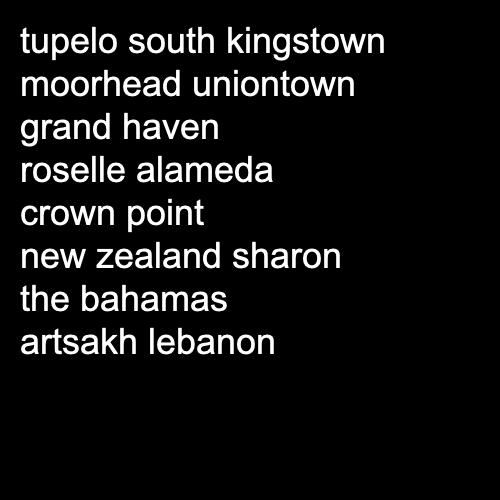 tupelo south kingstown
moorhead uniontown
grand haven
roselle alameda
crown point
new zealand sharon
the bahamas
artsakh lebanon